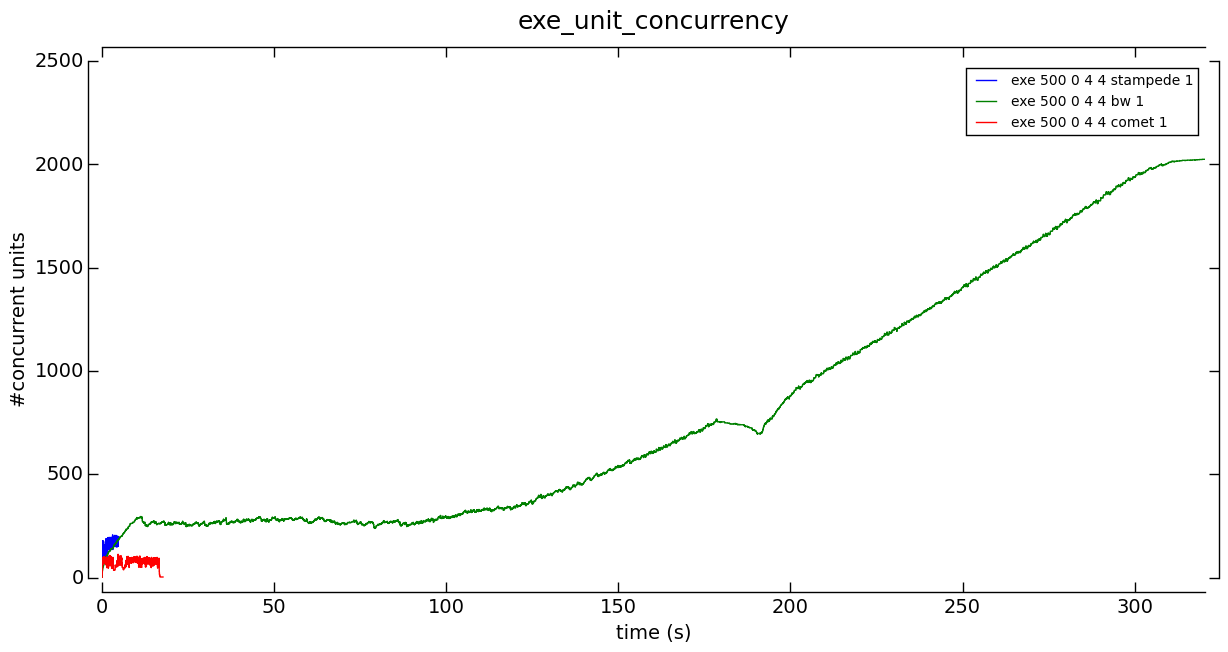 exe_unit_concurrency
2500
2000
1500
1000
500
0
#concurrent units
exe 500 0 4 4 stampede 1
exe 500 0 4 4 bw 1
exe 500 0 4 4 comet 1
0 50 100 150 200 250 300
time (s)